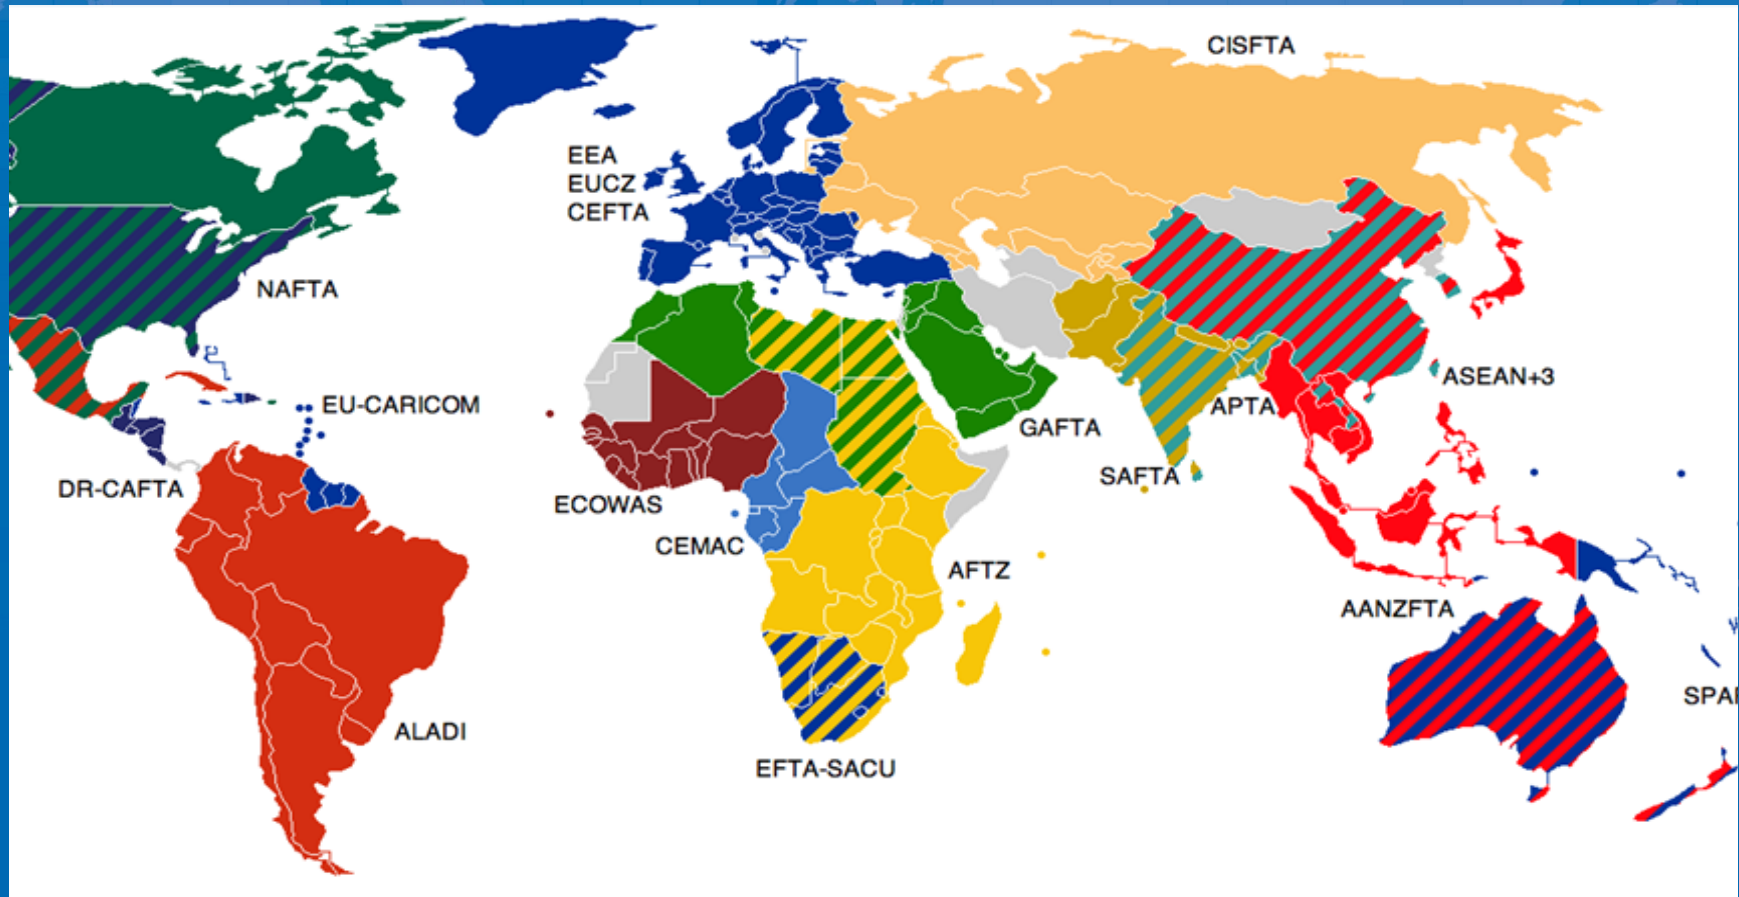 CISFTA
EEA
EUCZ
CEFTA
NAFTA
ASEAN+3
EU-CARICOM
APTA
GAFTA
SAFTA
DR-CAFTA
ECOWAS
CEMAC
AFTZ
AANZFTA
SPAR
ALADI
EFTA-SACU